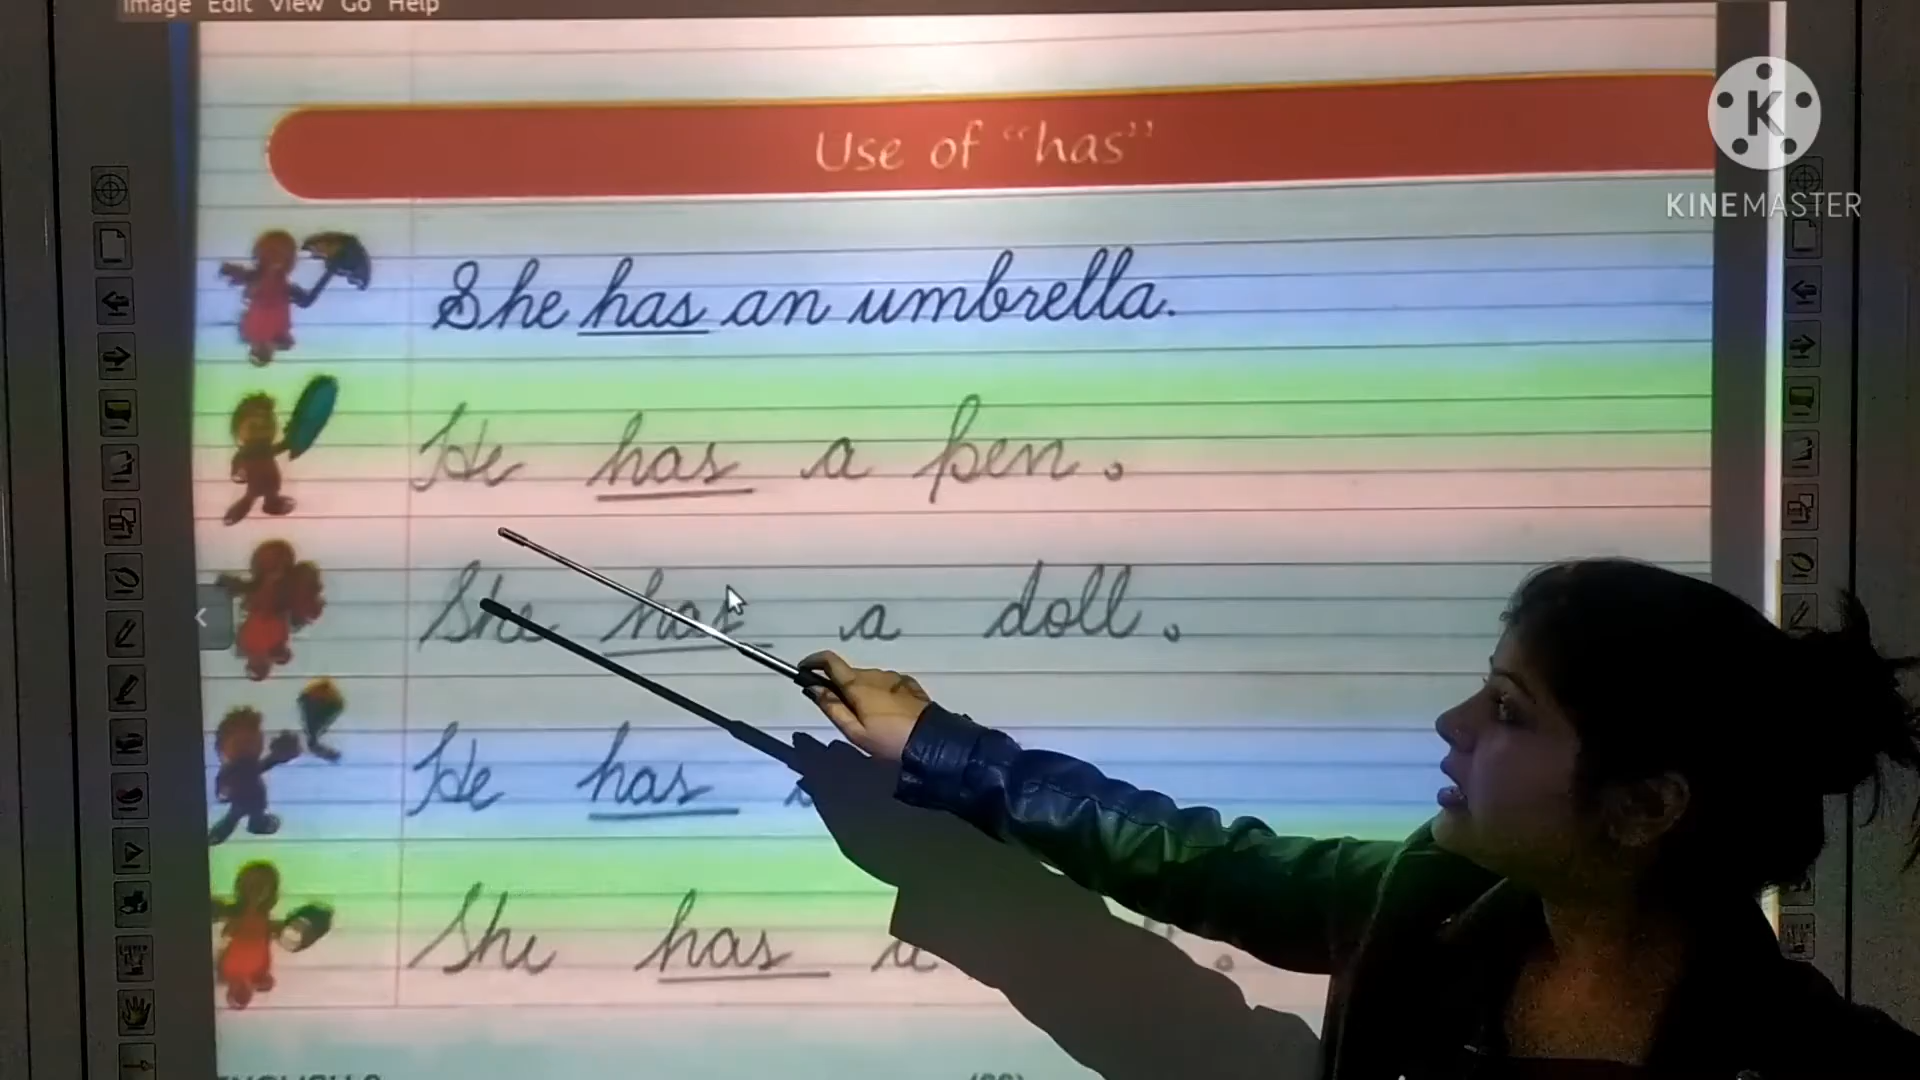 Image Edit View Go Help
Use of "has"
K
KINEMASTER
She has an umbrella.
He has a pen.
She has a doll.
He has
She has a